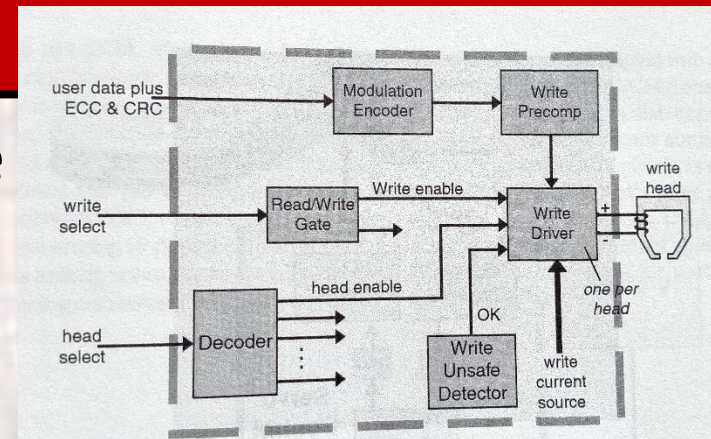 user data plus
ECC & CRC
Modulation
Encoder
Write
Precomp
write
head
write
select
Read/Write
Gate
Write enable
Write
Driver
+
-
head enable
one per
head
head
select
Decoder
OK
Write
Unsafe
Detector
write
current
source